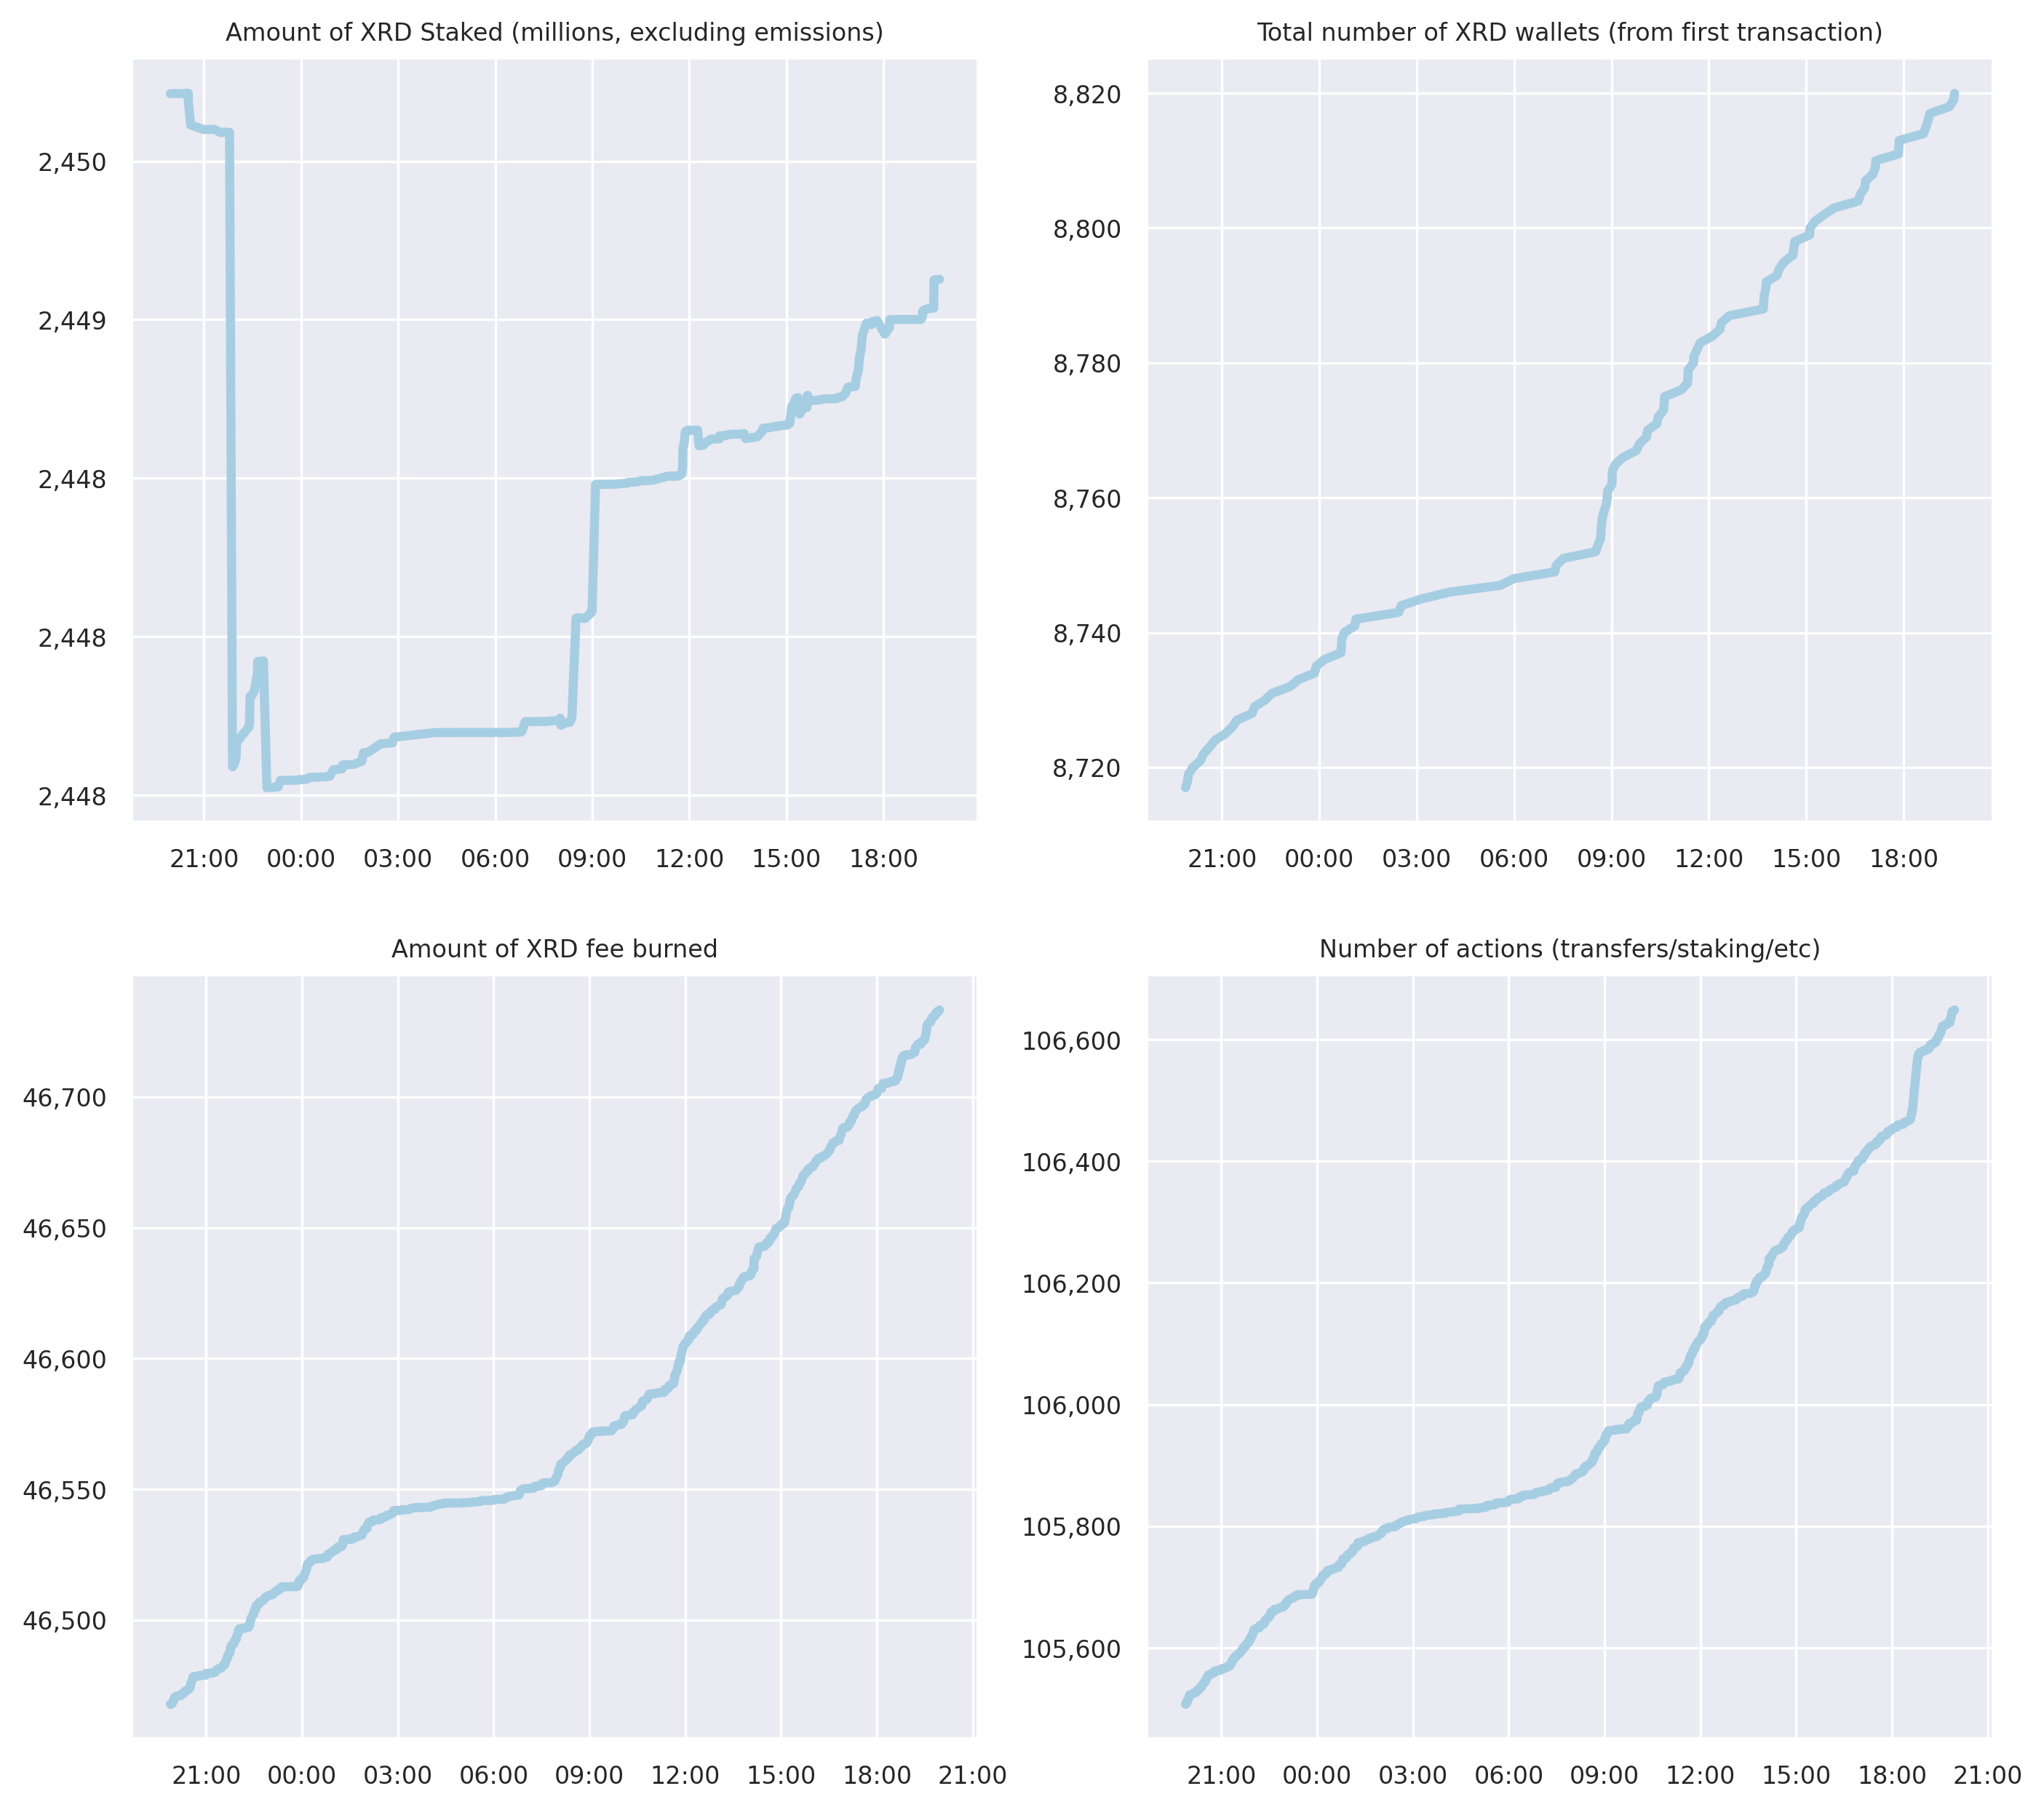 Amount of XRD Staked (millions, excluding emissions)
2,450
2,449
2,448
2,448
2,448
21:00 00:00 03:00 06:00 09:00 12:00 15:00 18:00
Total number of XRD wallets (from first transaction)
8,820
8,800
8,780
8,760
8,740
8,720
21:00 00:00 03:00 06:00 09:00 12:00 15:00 18:00
Amount of XRD fee burned
46,700
46,650
46,600
46,550
46,500
21:00 00:00 03:00 06:00 09:00 12:00 15:00 18:00 21:00
Number of actions (transfers/staking/etc)
106,600
106,400
106,200
106,000
105,800
105,600
21:00 00:00 03:00 06:00 09:00 12:00 15:00 18:00 21:00